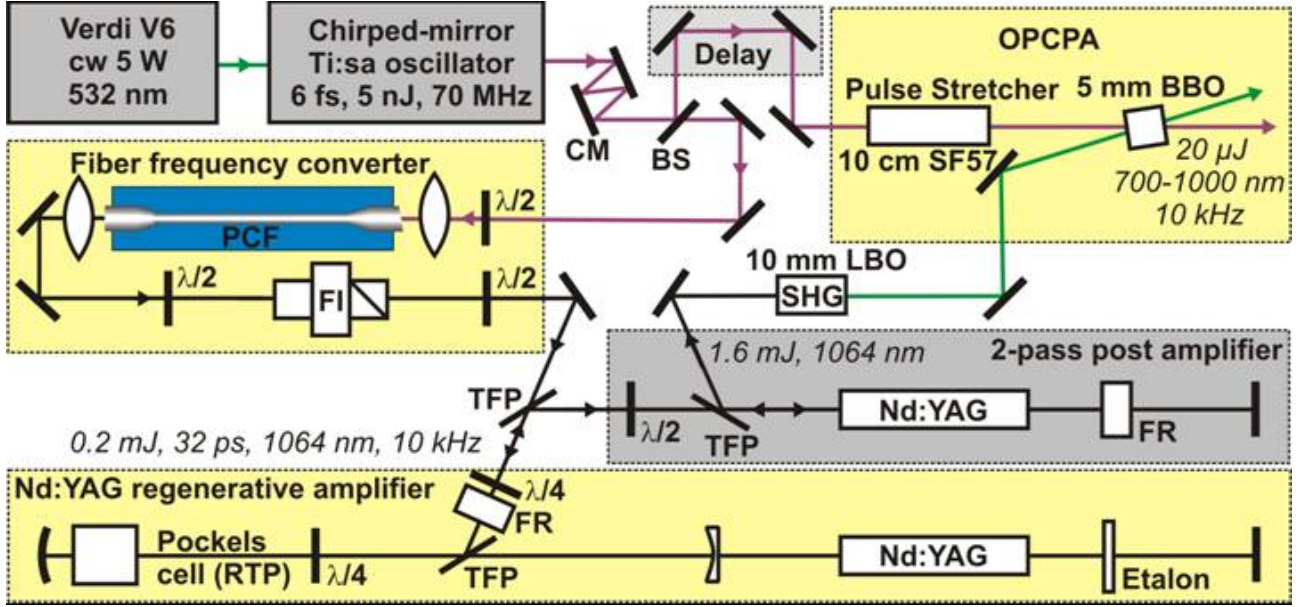 Verdi V6
cw 5 W
532 nm
Chirped-mirror
Ti:sa oscillator
6 fs, 5 nJ, 70 MHz
Delay
CM
BS
OPCPA
Pulse Stretcher
10 cm SF57
5 mm BBO
20 µJ
700-1000 nm
10 kHz
Fiber frequency converter
PCF
λ/2
λ/2
FI
λ/2
10 mm LBO
SHG
1.6 mJ, 1064 nm
2-pass post amplifier
TFP
λ/2
TFP
Nd:YAG
FR
0.2 mJ, 32 ps, 1064 nm, 10 kHz
Nd:YAG regenerative amplifier
λ/4
FR
Pockels
cell (RTP)
λ/4
TFP
Nd:YAG
Etalon